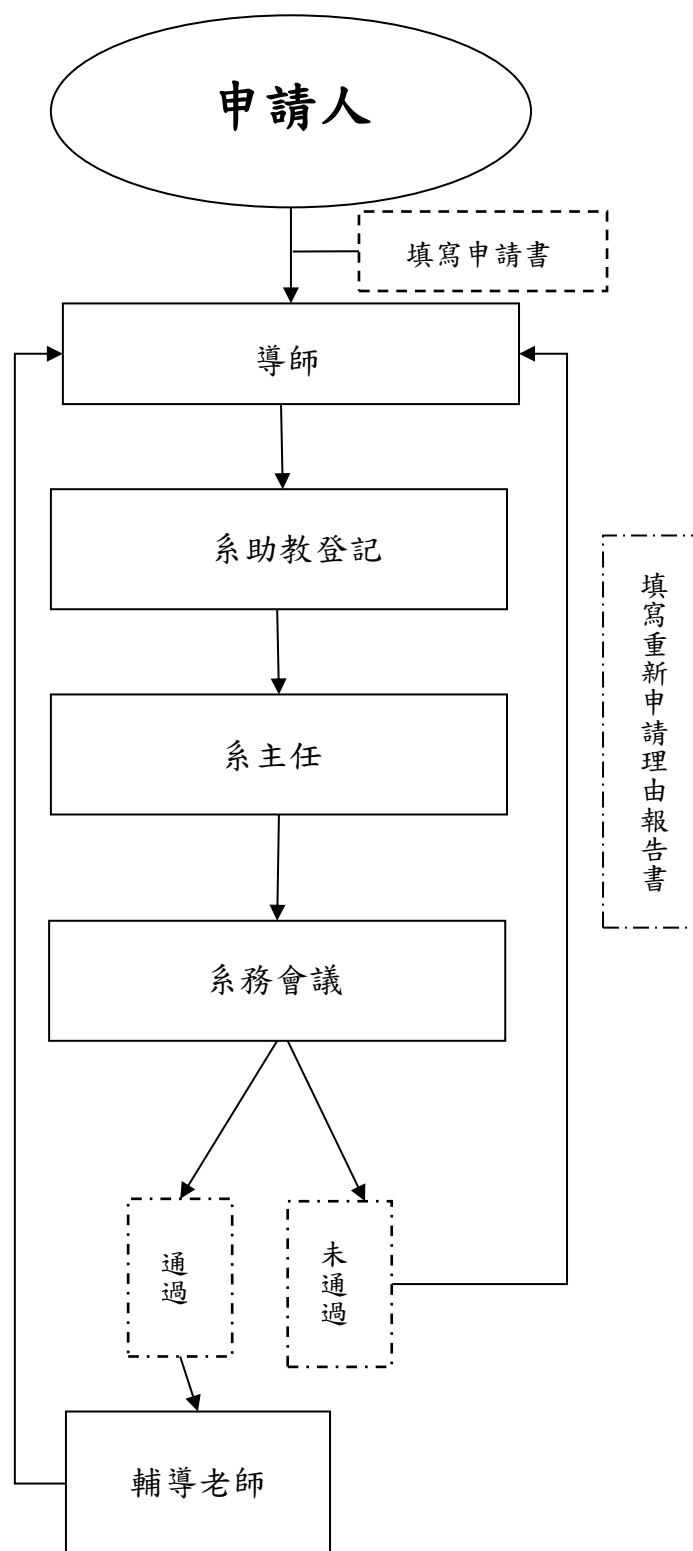 申請人
填寫申請書
導師
系助教登記
系主任
填寫重新申請理由報告書
系務會議
通過
未通過
輔導老師